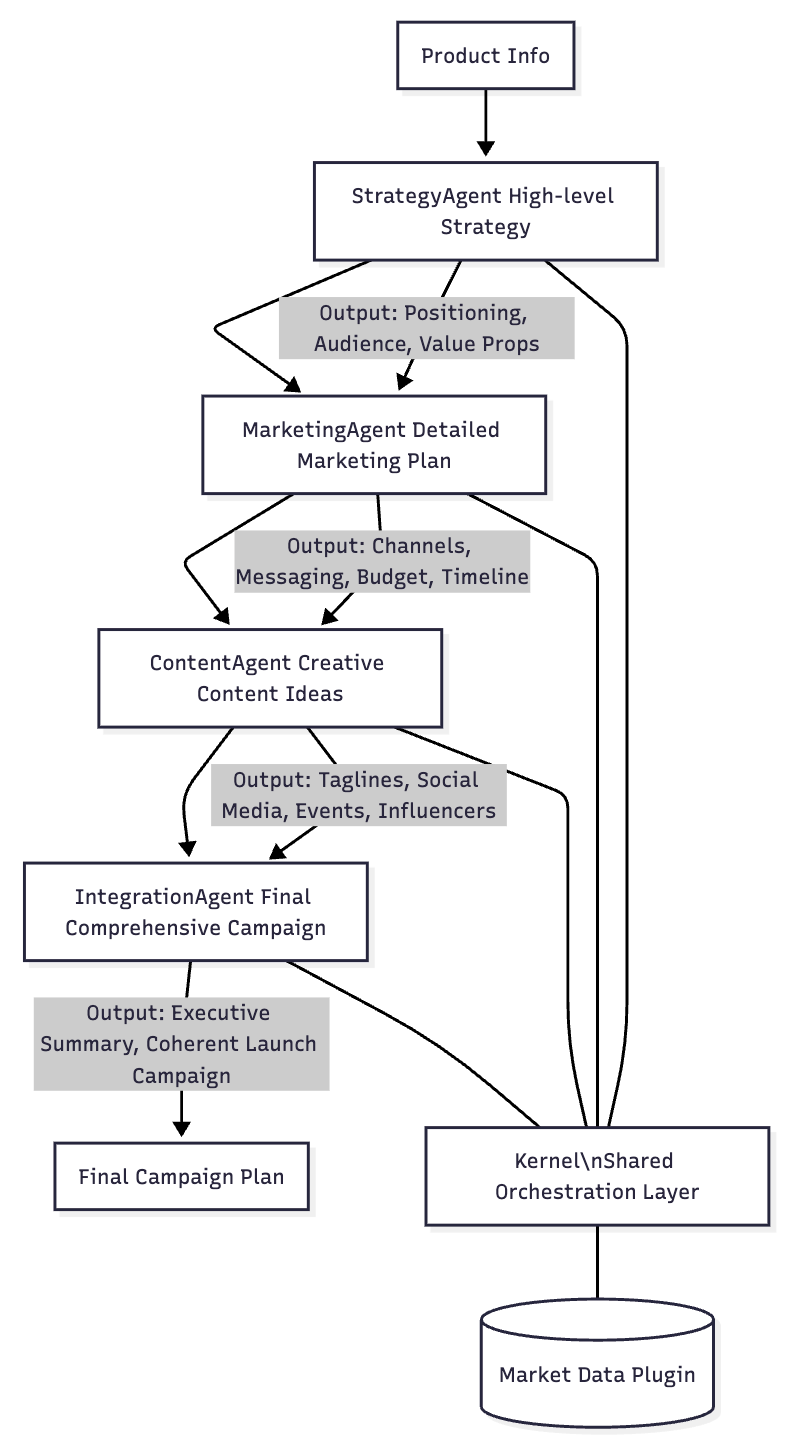 Product Info
StrategyAgent High-level
Strategy
Output: Positioning,
Audience, Value Props
MarketingAgent Detailed
Marketing Plan
Output: Channels,
Messaging, Budget, Timeline
ContentAgent Creative
Content Ideas
Output: Taglines, Social
Media, Events, Influencers
IntegrationAgent Final
Comprehensive Campaign
Output: Executive
Summary, Coherent Launch
Campaign
Kernel\nShared
Orchestration Layer
Final Campaign Plan
Market Data Plugin